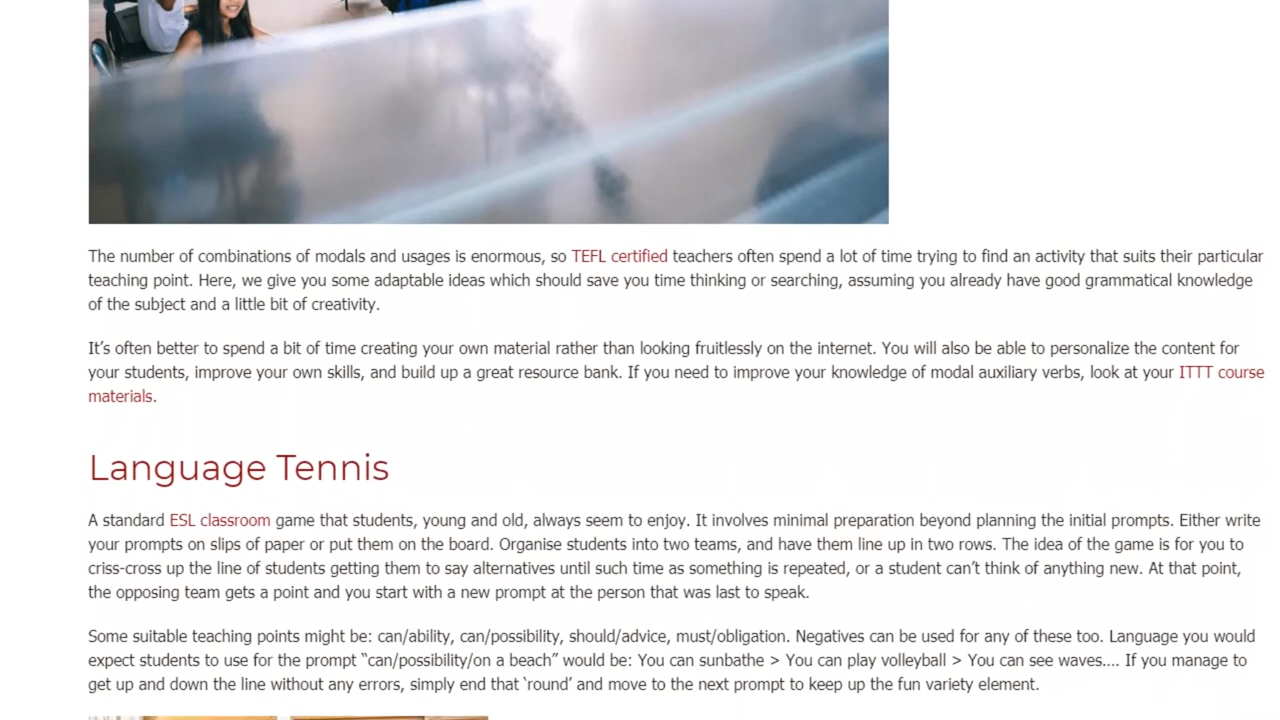 The number of combinations of modals and usages is enormous, so TEFL certified teachers often spend a lot of time trying to find an activity that suits their particular
teaching point. Here, we give you some adaptable ideas which should save you time thinking or searching, assuming you already have good grammatical knowledge
of the subject and a little bit of creativity.
It’s often better to spend a bit of time creating your own material rather than looking fruitlessly on the internet. You will also be able to personalize the content for
your students, improve your own skills, and build up a great resource bank. If you need to improve your knowledge of modal auxiliary verbs, look at your ITTT course
materials.
Language Tennis
A standard ESL classroom game that students, young and old, always seem to enjoy. It involves minimal preparation beyond planning the initial prompts. Either write
your prompts on slips of paper or put them on the board. Organise students into two teams, and have them line up in two rows. The idea of the game is for you to
criss-cross up the line of students getting them to say alternatives until such time as something is repeated, or a student can’t think of anything new. At that point,
the opposing team gets a point and you start with a new prompt at the person that was last to speak.
Some suitable teaching points might be: can/ability, can/possibility, should/advice, must/obligation. Negatives can be used for any of these too. Language you would
expect students to use for the prompt “can/possibility/on a beach” would be: You can sunbathe > You can play volleyball > You can see waves.... If you manage to
get up and down the line without any errors, simply end that ‘round’ and move to the next prompt to keep up the fun variety element.